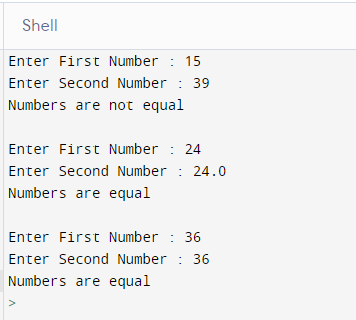 Shell
Enter First Number : 15
Enter Second Number : 39
Numbers are not equal
Enter First Number : 24
Enter Second Number : 24.0
Numbers are equal
Enter First Number : 36
Enter Second Number : 36
Numbers are equal
>